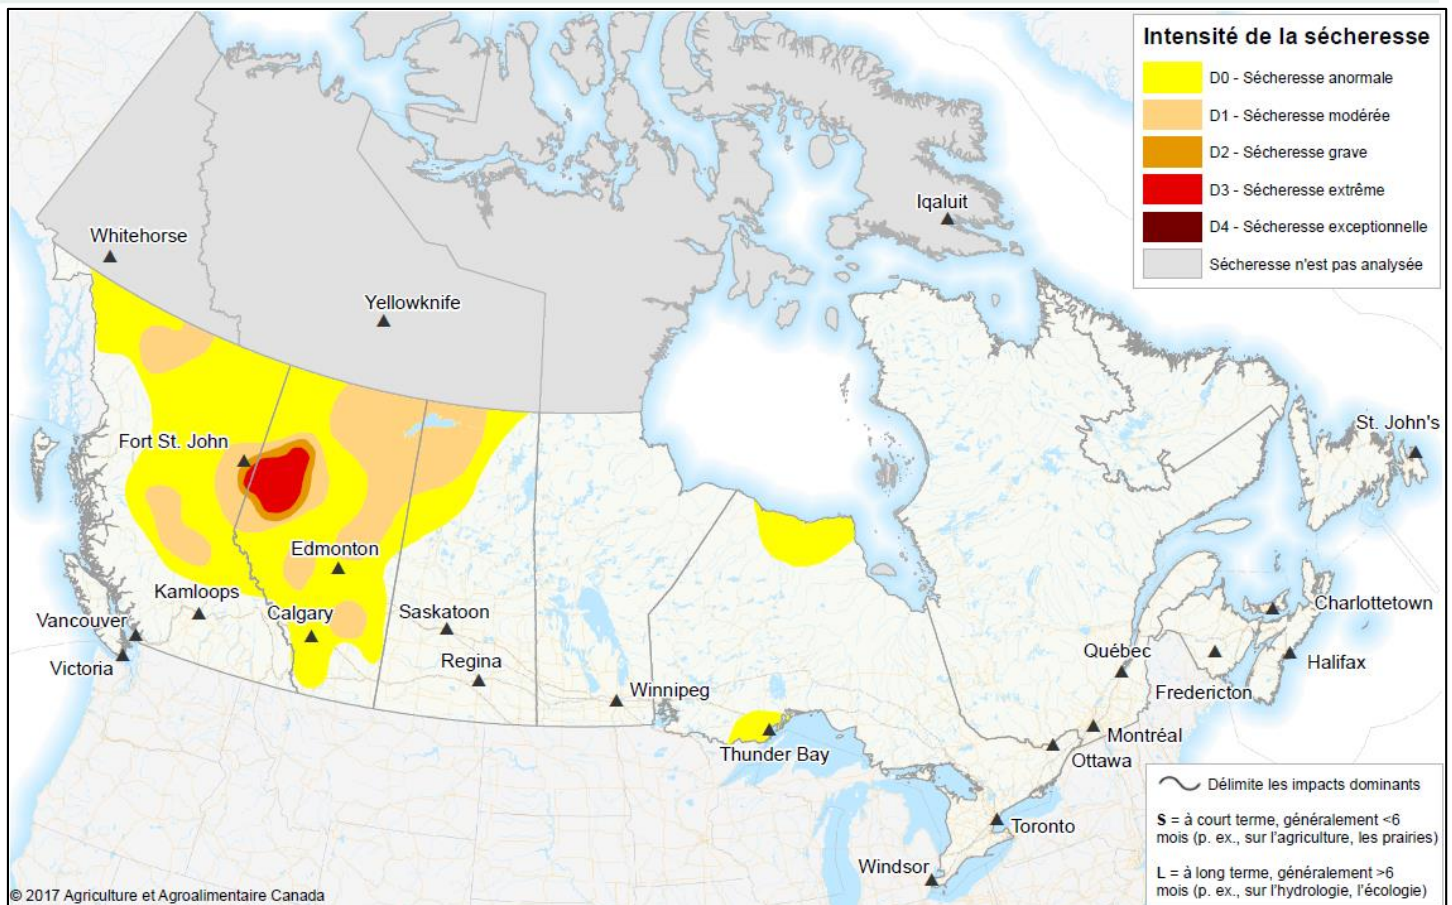 Intensité de la sécheresse
D0 - Sécheresse anormale
D1 - Sécheresse modérée
D2 - Sécheresse grave
D3 - Sécheresse extrême
D4 - Sécheresse exceptionnelle
Sécheresse n'est pas analysée
Iqaluit
Whitehorse
Yellowknife
Fort St. John
St. John's
Edmonton
Kamloops
Calgary
Saskatoon
Charlottetown
Vancouver
Québec
Halifax
Victoria
Regina
Winnipeg
Fredericton
Montréal
Thunder Bay
Ottawa
Toronto
Windsor
Délimite les impacts dominants
S = à court terme, généralement <6
mois (p. ex., sur l'agriculture, les prairies)
L = à long terme, généralement >6
mois (p. ex., sur l'hydrologie, l'écologie)
© 2017 Agriculture et Agroalimentaire Canada